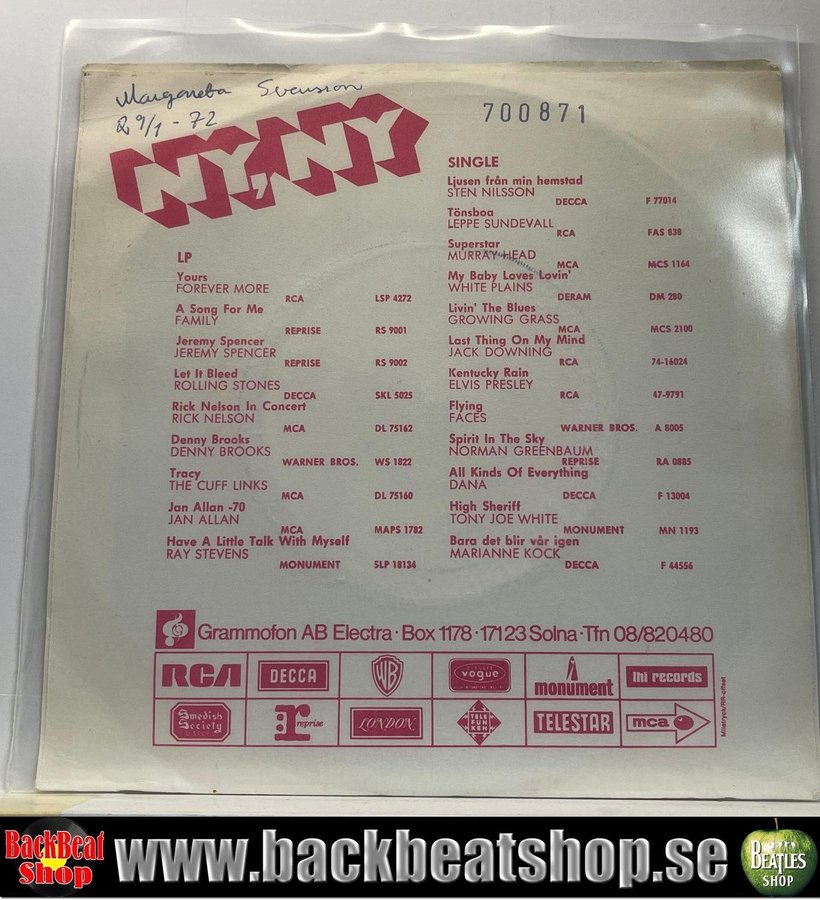 Margareta Svensson
29/1 - 72
NY, NY
700871
LP
Yours
FOREVER MORE
RCA LSP 4272
A Song For Me
FAMILY
REPRISE RS 9001
Jeremy Spencer
JEREMY SPENCER
REPRISE RS 9002
Let It Bleed
ROLLING STONES
DECCA SKL 5025
Rick Nelson In Concert
RICK NELSON
MCA DL 75162
Denny Brooks
DENNY BROOKS
WARNER BROS. WS 1822
Tracy
THE CUFF LINKS
MCA DL 75160
Jan Allan -70
JAN ALLAN
MCA MAPS 1782
Have A Little Talk With Myself
RAY STEVENS
MONUMENT SLP 18134
SINGLE
Ljusen från min hemstad
STEN NILSSON
DECCA F 77014
Tönsboa
LEPPE SUNDEVALL
RCA FAS 838
Superstar
MURRAY HEAD
MCA MCS 1164
My Baby Loves Lovin'
WHITE PLAINS
DERAM DM 280
Livin' The Blues
GROWING GRASS
MCA MCS 2100
Last Thing On My Mind
JACK DOWNING
RCA 74-16024
Kentucky Rain
ELVIS PRESLEY
RCA 47-9791
Flying
FACES
WARNER BROS. A 8005
Spirit In The Sky
NORMAN GREENBAUM
REPRISE RA 0885
All Kinds Of Everything
DANA
DECCA F 13004
High Sheriff
TONY JOE WHITE
MONUMENT MN 1193
Bara det blir vår igen
MARIANNE KOCK
DECCA F 44556
Grammofon AB Electra · Box 1178 · 171 23 Solna · Tfn 08/820480
RCA DECCA WB vogue monument lhi records
Swedish Society reprise LONDON TELEFUNKEN TELESTAR mca
BackBeat Shop
www.backbeatshop.se
BEATLES SHOP